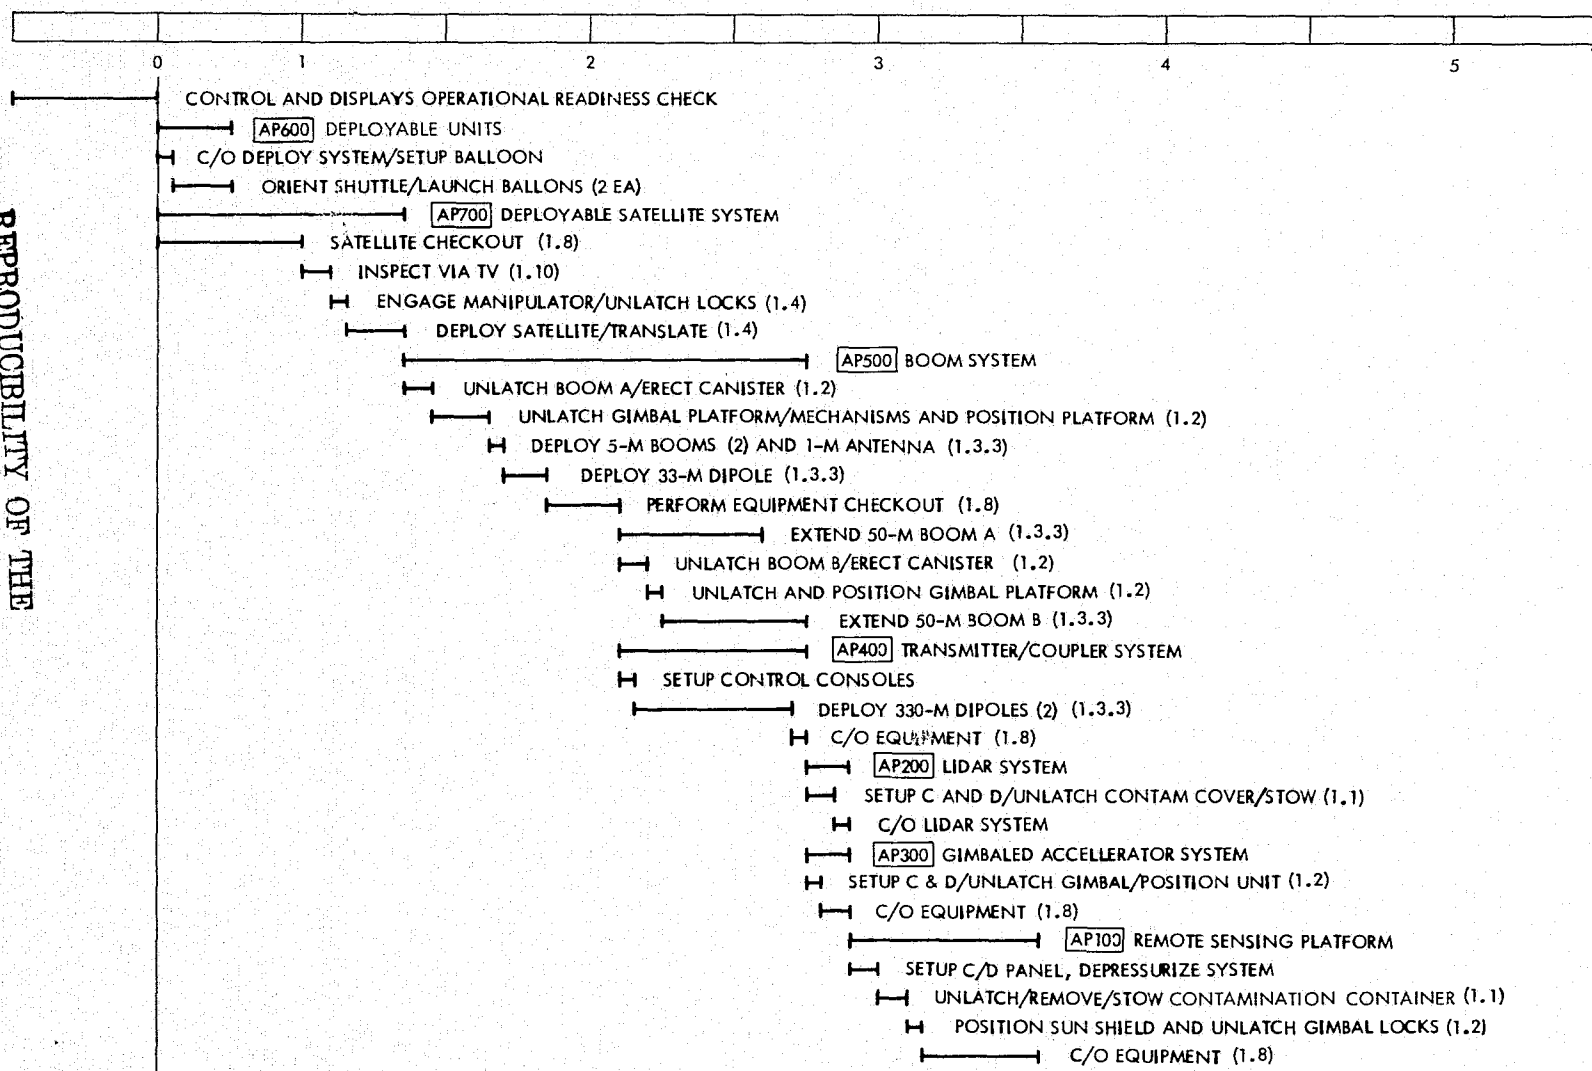 0 1 2 3 4 5
CONTROL AND DISPLAYS OPERATIONAL READINESS CHECK
AP600 DEPLOYABLE UNITS
C/O DEPLOY SYSTEM/SETUP BALLOON
ORIENT SHUTTLE/LAUNCH BALLONS (2 EA)
AP700 DEPLOYABLE SATELLITE SYSTEM
SATELLITE CHECKOUT (1.8)
INSPECT VIA TV (1.10)
ENGAGE MANIPULATOR/UNLATCH LOCKS (1.4)
DEPLOY SATELLITE/TRANSLATE (1.4)
AP500 BOOM SYSTEM
UNLATCH BOOM A/ERECT CANISTER (1.2)
UNLATCH GIMBAL PLATFORM/MECHANISMS AND POSITION PLATFORM (1.2)
DEPLOY 5-M BOOMS (2) AND 1-M ANTENNA (1.3.3)
DEPLOY 33-M DIPOLE (1.3.3)
PERFORM EQUIPMENT CHECKOUT (1.8)
EXTEND 50-M BOOM A (1.3.3)
UNLATCH BOOM B/ERECT CANISTER (1.2)
UNLATCH AND POSITION GIMBAL PLATFORM (1.2)
EXTEND 50-M BOOM B (1.3.3)
AP400 TRANSMITTER/COUPLER SYSTEM
SETUP CONTROL CONSOLES
DEPLOY 330-M DIPOLES (2) (1.3.3)
C/O EQUIPMENT (1.8)
AP200 LIDAR SYSTEM
SETUP C AND D/UNLATCH CONTAM COVER/STOW (1.1)
C/O LIDAR SYSTEM
AP300 GIMBALED ACCELLERATOR SYSTEM
SETUP C & D/UNLATCH GIMBAL/POSITION UNIT (1.2)
C/O EQUIPMENT (1.8)
AP100 REMOTE SENSING PLATFORM
SETUP C/D PANEL, DEPRESSURIZE SYSTEM
UNLATCH/REMOVE/STOW CONTAMINATION CONTAINER (1.1)
POSITION SUN SHIELD AND UNLATCH GIMBAL LOCKS (1.2)
C/O EQUIPMENT (1.8)
REPRODUCIBILITY OF THE